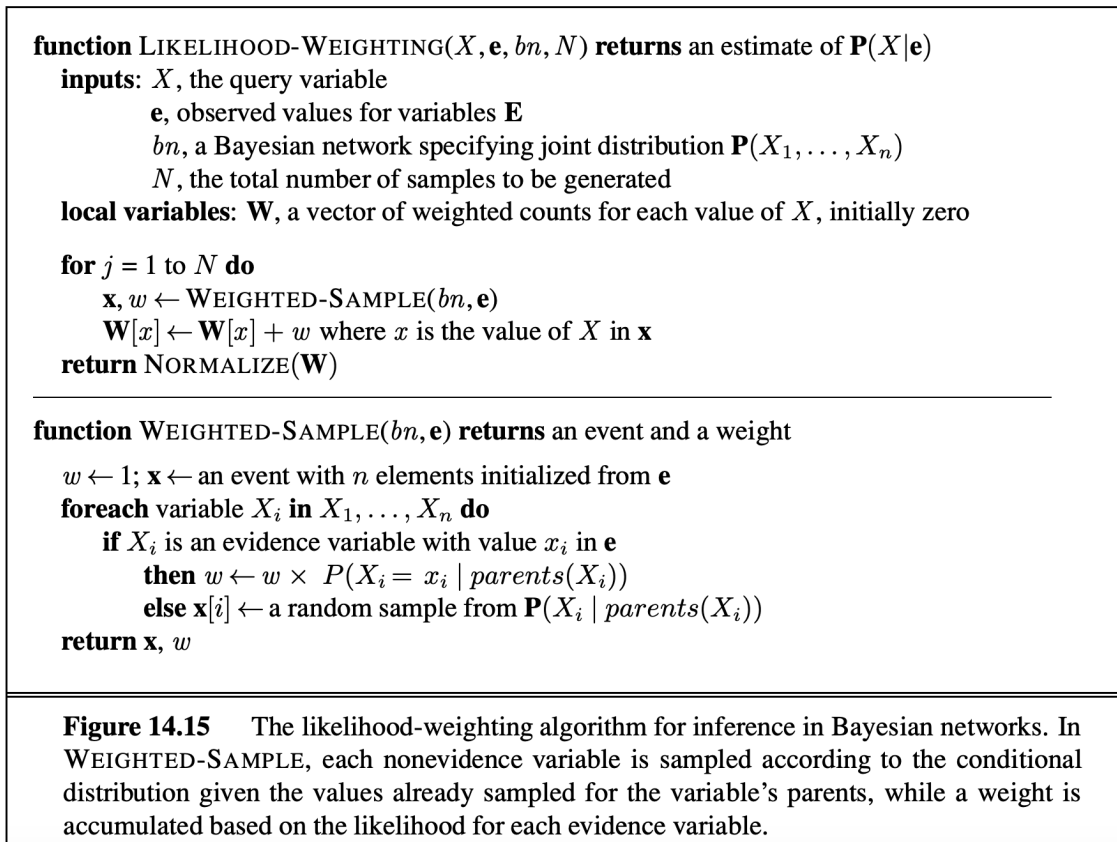 function LIKELIHOOD-WEIGHTING(X, e, bn, N) returns an estimate of P(X|e)
inputs: X, the query variable
e, observed values for variables E
bn, a Bayesian network specifying joint distribution P(X₁, . . . , Xₙ)
N, the total number of samples to be generated
local variables: W, a vector of weighted counts for each value of X, initially zero
for j = 1 to N do
x, w ← WEIGHTED-SAMPLE(bn, e)
W[x] ← W[x] + w where x is the value of X in x
return NORMALIZE(W)
function WEIGHTED-SAMPLE(bn, e) returns an event and a weight
w ← 1; x ← an event with n elements initialized from e
foreach variable Xᵢ in X₁, . . . , Xₙ do
if Xᵢ is an evidence variable with value xᵢ in e
then w ← w × P(Xᵢ = xᵢ | parents(Xᵢ))
else x[i] ← a random sample from P(Xᵢ | parents(Xᵢ))
return x, w
Figure 14.15 The likelihood-weighting algorithm for inference in Bayesian networks. In
WEIGHTED-SAMPLE, each nonevidence variable is sampled according to the conditional
distribution given the values already sampled for the variable's parents, while a weight is
accumulated based on the likelihood for each evidence variable.